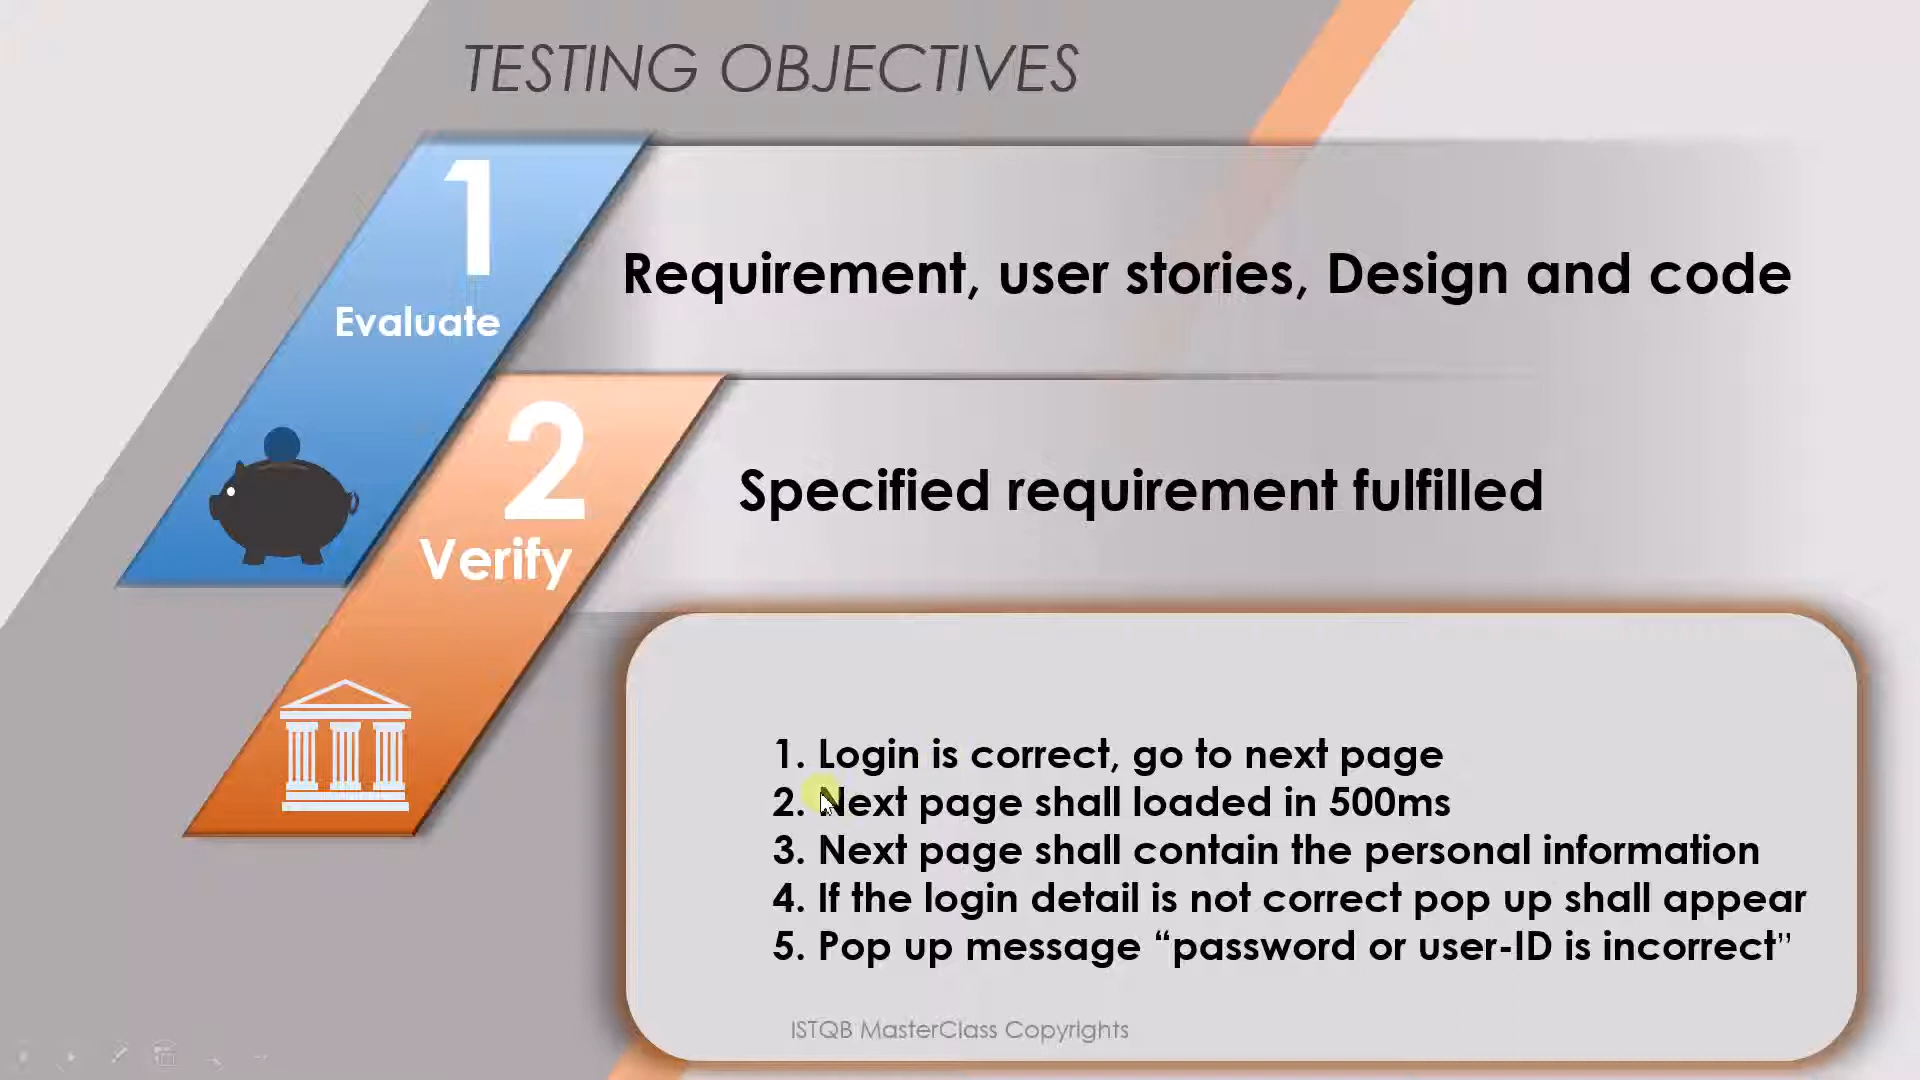 TESTING OBJECTIVES
1
Evaluate
Requirement, user stories, Design and code
2
Verify
Specified requirement fulfilled
1. Login is correct, go to next page
2. Next page shall loaded in 500ms
3. Next page shall contain the personal information
4. If the login detail is not correct pop up shall appear
5. Pop up message “password or user-ID is incorrect”
ISTQB MasterClass Copyrights